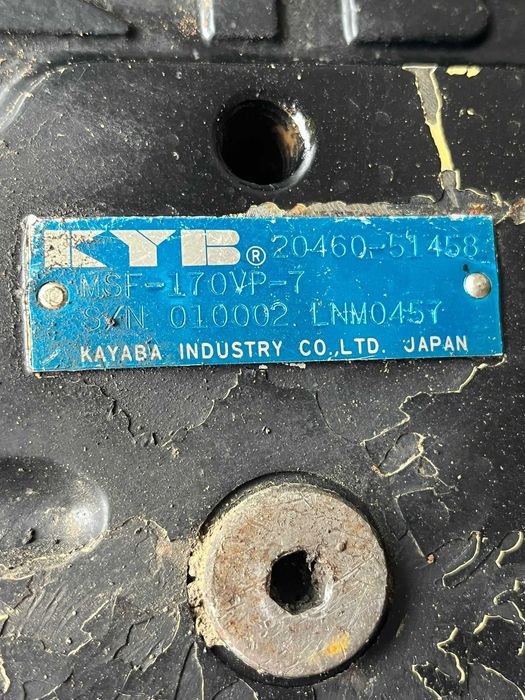 KYB® 20460-51458
MSF-170VP-7
S/N 010002 LNM0457
KAYABA INDUSTRY CO.,LTD. JAPAN